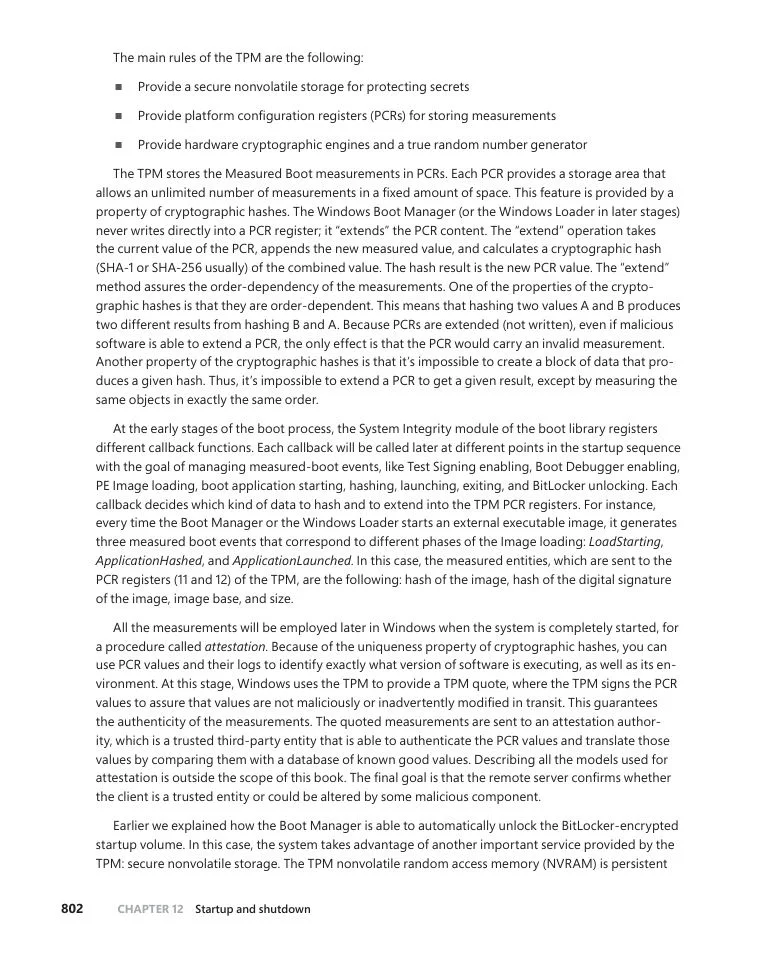 The main rules of the TPM are the following:
■ Provide a secure nonvolatile storage for protecting secrets
■ Provide platform configuration registers (PCRs) for storing measurements
■ Provide hardware cryptographic engines and a true random number generator
The TPM stores the Measured Boot measurements in PCRs. Each PCR provides a storage area that
allows an unlimited number of measurements in a fixed amount of space. This feature is provided by a
property of cryptographic hashes. The Windows Boot Manager (or the Windows Loader in later stages)
never writes directly into a PCR register; it “extends” the PCR content. The “extend” operation takes
the current value of the PCR, appends the new measured value, and calculates a cryptographic hash
(SHA-1 or SHA-256 usually) of the combined value. The hash result is the new PCR value. The “extend”
method assures the order-dependency of the measurements. One of the properties of the crypto-
graphic hashes is that they are order-dependent. This means that hashing two values A and B produces
two different results from hashing B and A. Because PCRs are extended (not written), even if malicious
software is able to extend a PCR, the only effect is that the PCR would carry an invalid measurement.
Another property of the cryptographic hashes is that it’s impossible to create a block of data that pro-
duces a given hash. Thus, it’s impossible to extend a PCR to get a given result, except by measuring the
same objects in exactly the same order.
At the early stages of the boot process, the System Integrity module of the boot library registers
different callback functions. Each callback will be called later at different points in the startup sequence
with the goal of managing measured-boot events, like Test Signing enabling, Boot Debugger enabling,
PE Image loading, boot application starting, hashing, launching, exiting, and BitLocker unlocking. Each
callback decides which kind of data to hash and to extend into the TPM PCR registers. For instance,
every time the Boot Manager or the Windows Loader starts an external executable image, it generates
three measured boot events that correspond to different phases of the Image loading: LoadStarting,
ApplicationHashed, and ApplicationLaunched. In this case, the measured entities, which are sent to the
PCR registers (11 and 12) of the TPM, are the following: hash of the image, hash of the digital signature
of the image, image base, and size.
All the measurements will be employed later in Windows when the system is completely started, for
a procedure called attestation. Because of the uniqueness property of cryptographic hashes, you can
use PCR values and their logs to identify exactly what version of software is executing, as well as its en-
vironment. At this stage, Windows uses the TPM to provide a TPM quote, where the TPM signs the PCR
values to assure that values are not maliciously or inadvertently modified in transit. This guarantees
the authenticity of the measurements. The quoted measurements are sent to an attestation author-
ity, which is a trusted third-party entity that is able to authenticate the PCR values and translate those
values by comparing them with a database of known good values. Describing all the models used for
attestation is outside the scope of this book. The final goal is that the remote server confirms whether
the client is a trusted entity or could be altered by some malicious component.
Earlier we explained how the Boot Manager is able to automatically unlock the BitLocker-encrypted
startup volume. In this case, the system takes advantage of another important service provided by the
TPM: secure nonvolatile storage. The TPM nonvolatile random access memory (NVRAM) is persistent
802 CHAPTER 12 Startup and shutdown